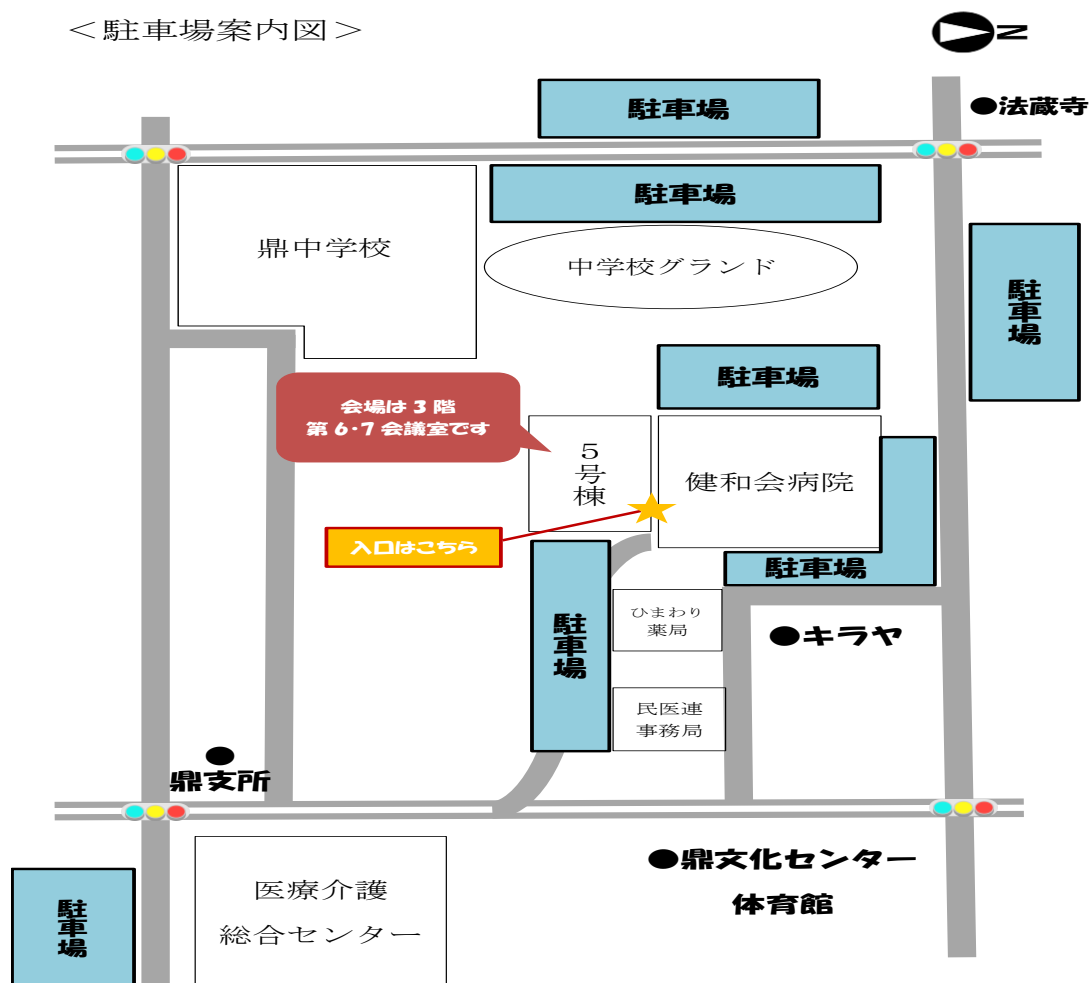 <駐車場案内図>
N
駐車場
●法蔵寺
駐車場
鼎中学校
中学校グランド
駐車場
駐車場
会場は3階
第6・7会議室です
5号棟
健和会病院
入口はこちら
駐車場
ひまわり
薬局
●キラヤ
駐車場
民医連
事務局
●
鼎支所
●鼎文化センター
体育館
医療介護
総合センター
駐車場